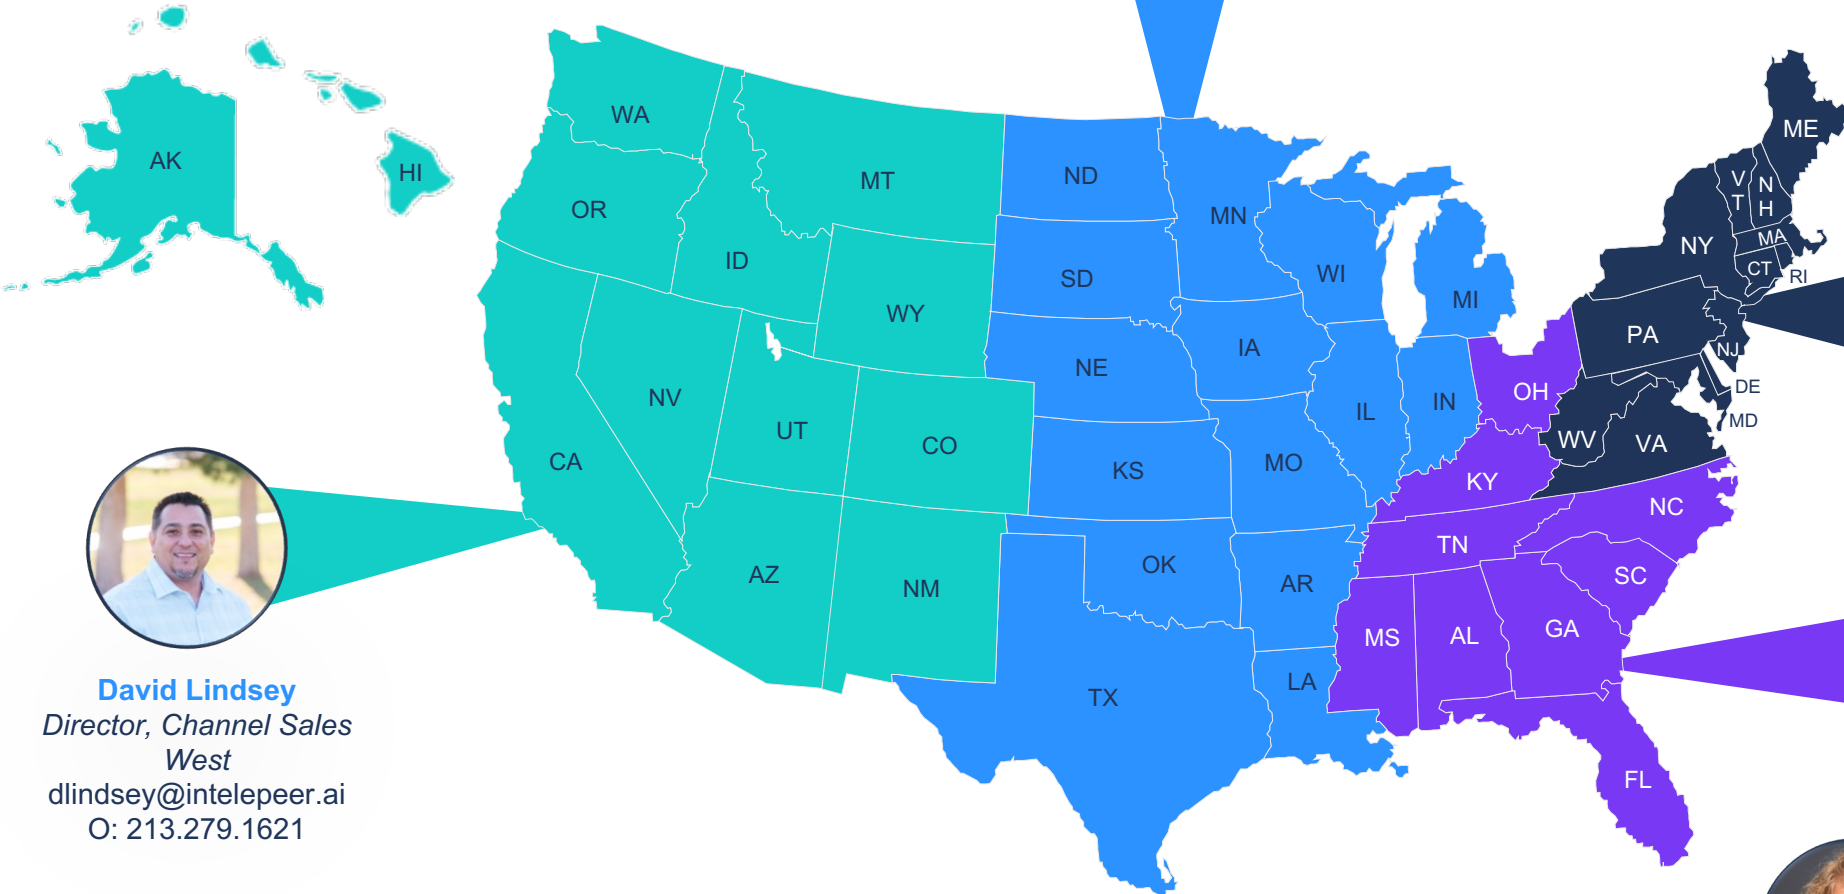 AK
HI
WA
OR
ID
MT
WY
CA
NV
UT
CO
AZ
NM
ND
SD
NE
KS
OK
TX
MN
IA
MO
AR
LA
WI
IL
IN
MI
OH
KY
TN
MS
AL
GA
FL
SC
NC
VA
WV
PA
NY
V
T
N
H
ME
MA
CT
RI
NJ
DE
MD
David Lindsey
Director, Channel Sales
West
dlindsey@intelepeer.ai
O: 213.279.1621